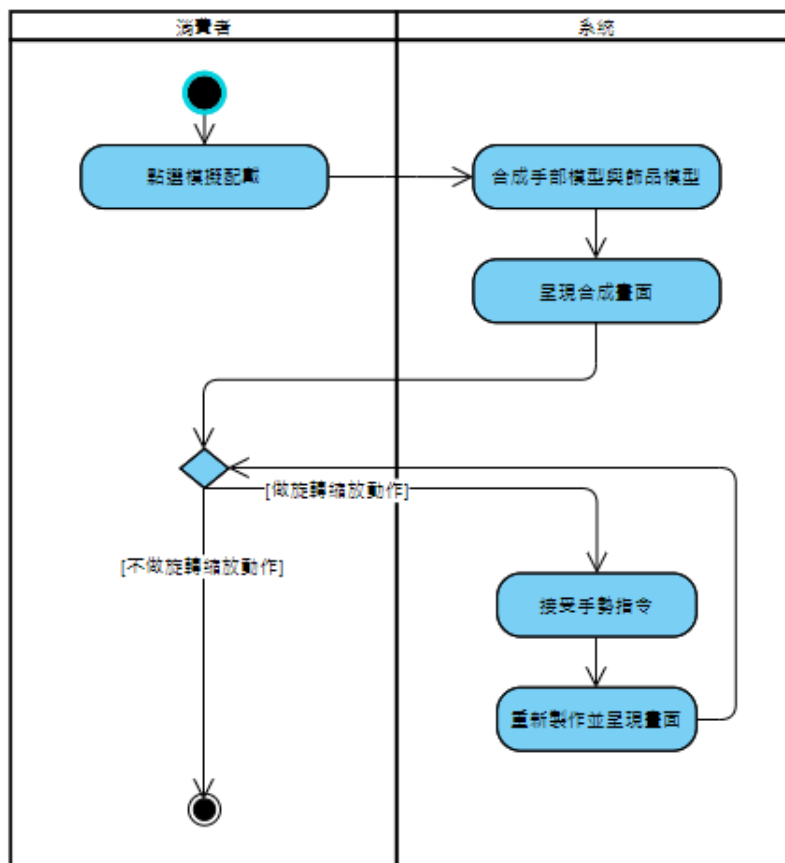 消費者
系統
點選模擬配戴
合成手部模型與飾品模型
呈現合成畫面
[做旋轉縮放動作]
[不做旋轉縮放動作]
接受手勢指令
重新製作並呈現畫面